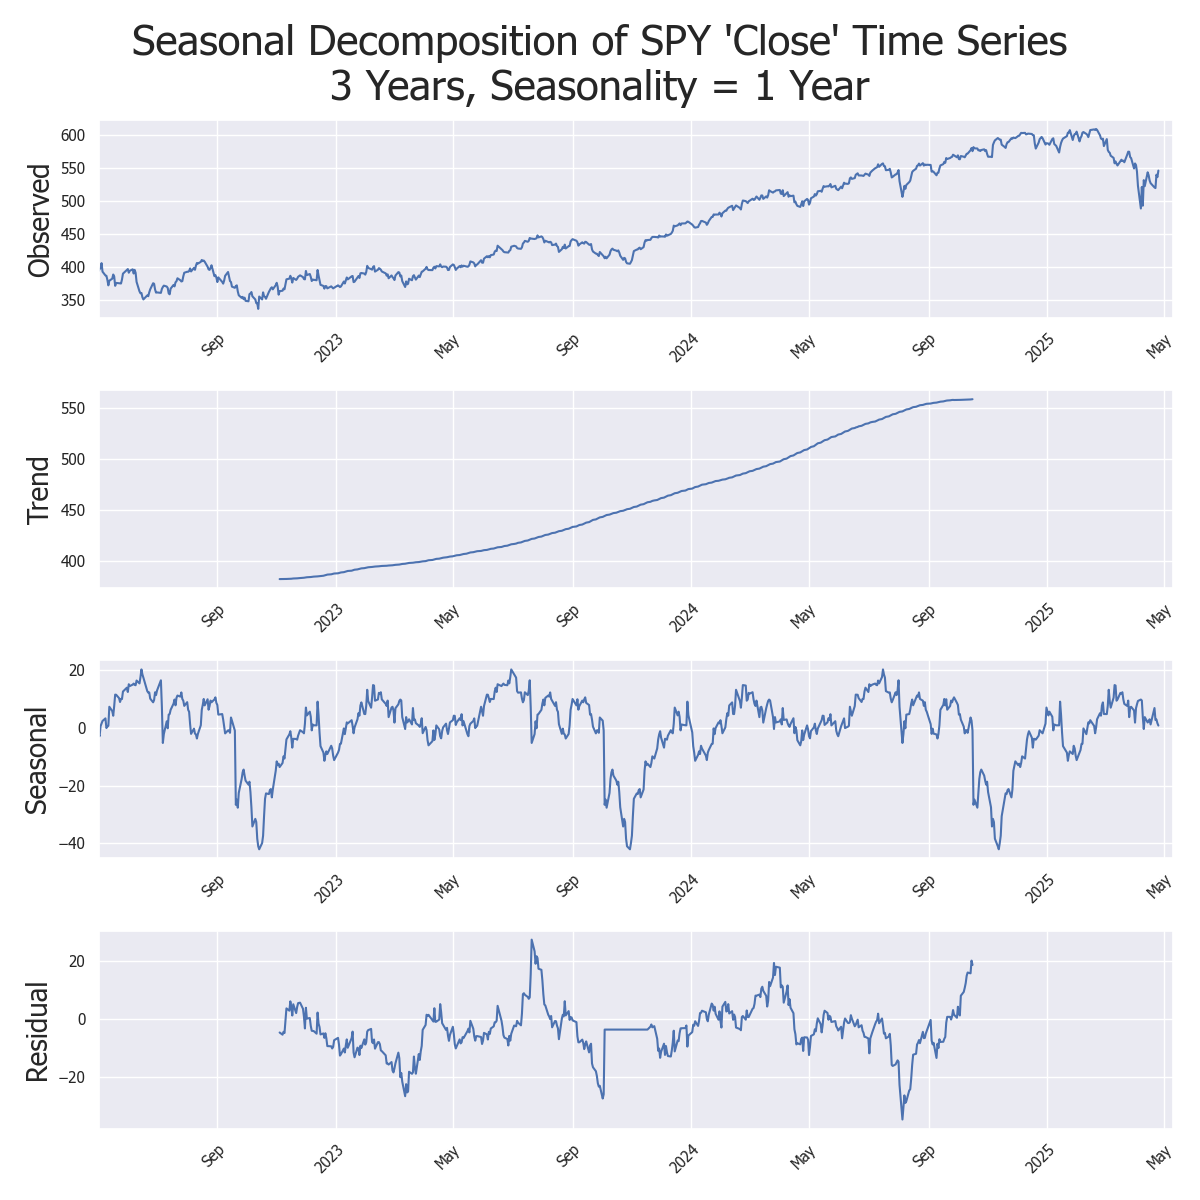 Seasonal Decomposition of SPY 'Close' Time Series
3 Years, Seasonality = 1 Year
Observed
600
550
500
450
400
350
Sep
2023
May
Sep
2024
May
Sep
2025
May
Trend
550
500
450
400
Sep
2023
May
Sep
2024
May
Sep
2025
May
Seasonal
20
0
−20
−40
Sep
2023
May
Sep
2024
May
Sep
2025
May
Residual
20
0
−20
Sep
2023
May
Sep
2024
May
Sep
2025
May